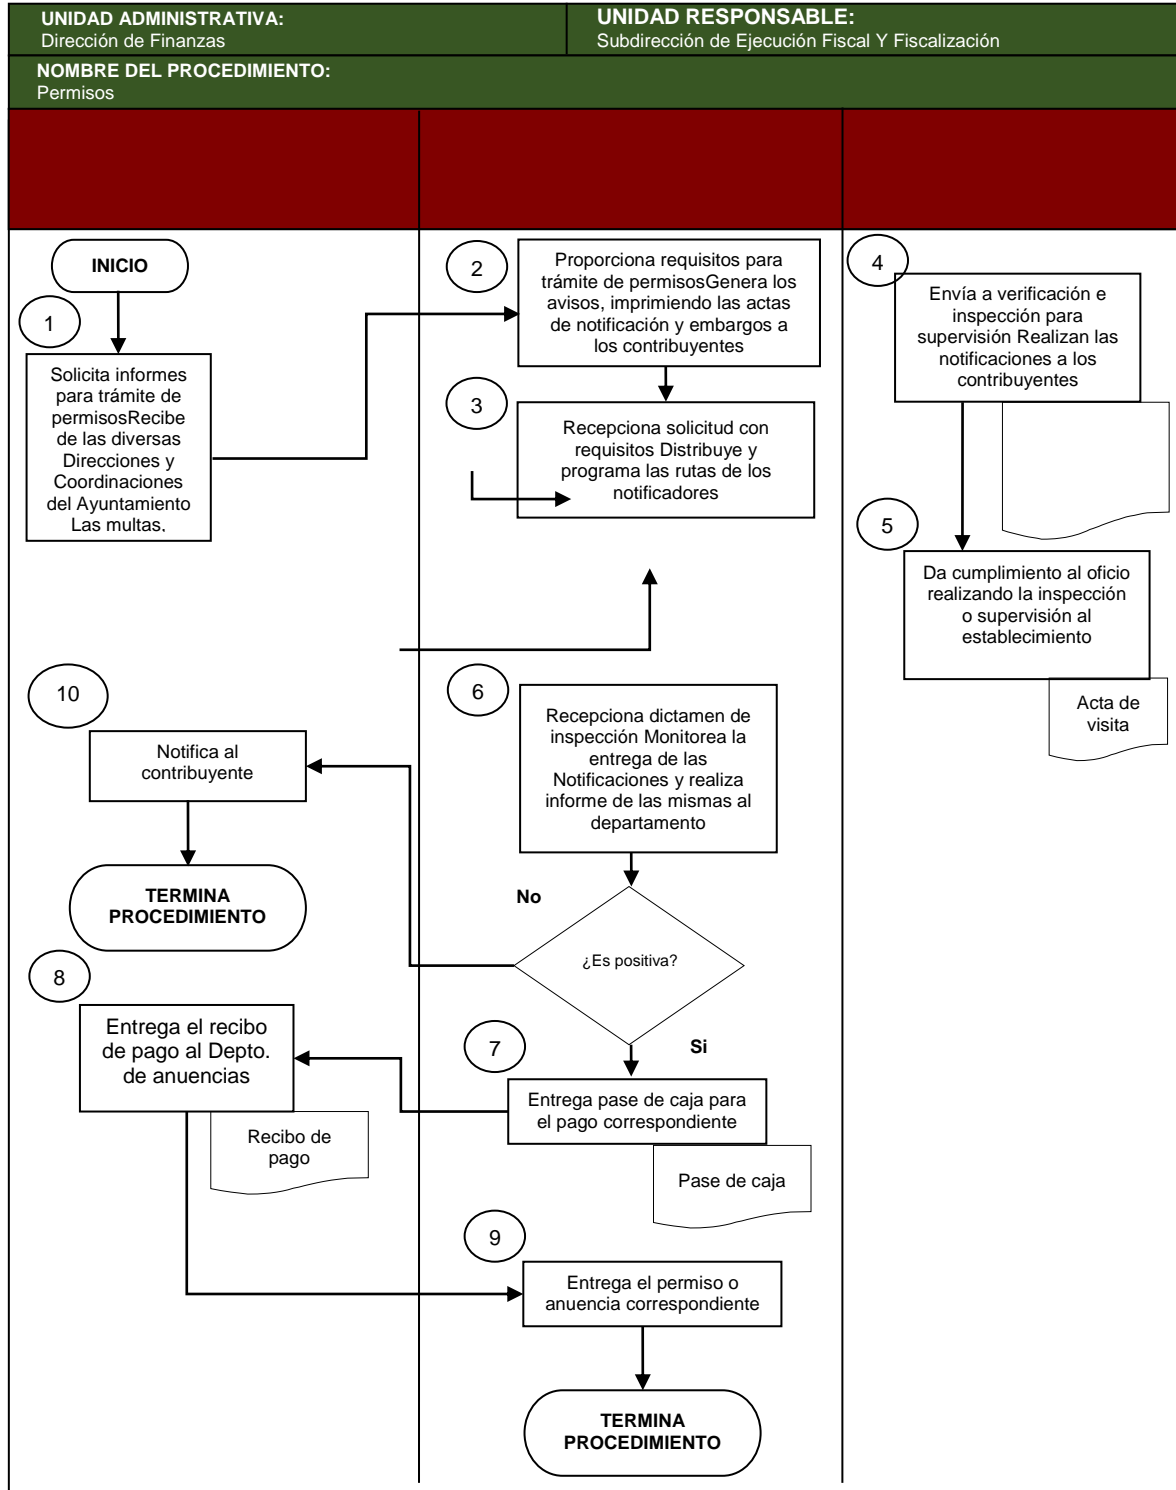 UNIDAD ADMINISTRATIVA:
Dirección de Finanzas
UNIDAD RESPONSABLE:
Subdirección de Ejecución Fiscal Y Fiscalización
NOMBRE DEL PROCEDIMIENTO:
Permisos
INICIO
1
Solicita informes
para trámite de
permisosRecibe
de las diversas
Direcciones y
Coordinaciones
del Ayuntamiento
Las multas.
2
Proporciona requisitos para
trámite de permisosGenera los
avisos, imprimiendo las actas
de notificación y embargos a
los contribuyentes
3
Recepciona solicitud con
requisitos Distribuye y
programa las rutas de los
notificadores
4
Envía a verificación e
inspección para
supervisión Realizan las
notificaciones a los
contribuyentes
5
Da cumplimiento al oficio
realizando la inspección
o supervisión al
establecimiento
Acta de
visita
6
Recepciona dictamen de
inspección Monitorea la
entrega de las
Notificaciones y realiza
informe de las mismas al
departamento
10
Notifica al
contribuyente
TERMINA
PROCEDIMIENTO
No
¿Es positiva?
Si
7
Entrega pase de caja para
el pago correspondiente
Pase de caja
8
Entrega el recibo
de pago al Depto.
de anuencias
Recibo de
pago
9
Entrega el permiso o
anuencia correspondiente
TERMINA
PROCEDIMIENTO